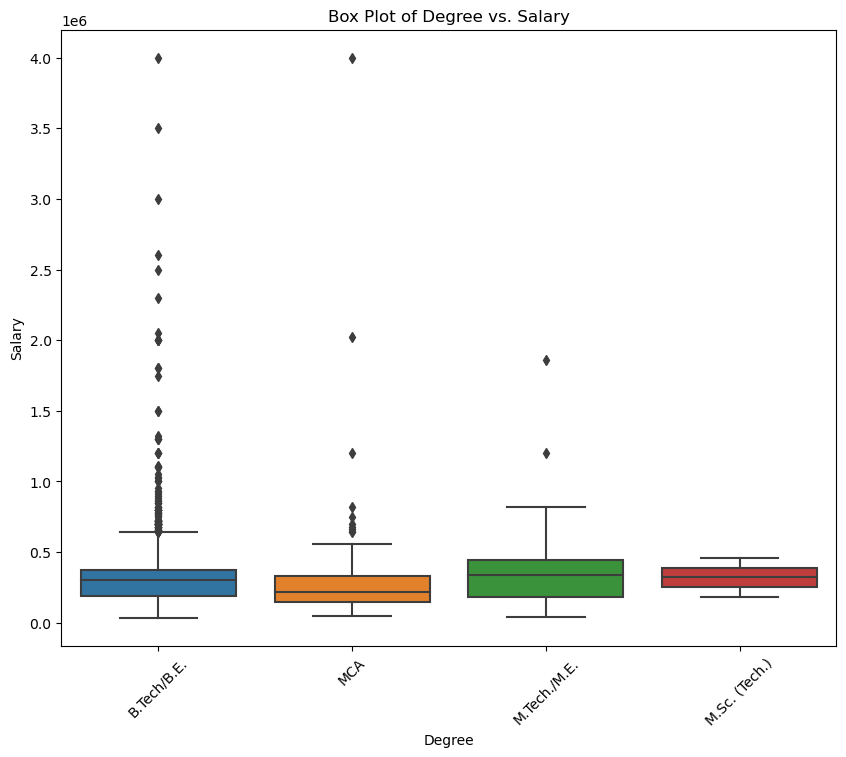 Box Plot of Degree vs. Salary
1e6
4.0
3.5
3.0
2.5
2.0
1.5
1.0
0.5
0.0
Salary
B.Tech/B.E.
MCA
M.Tech./M.E.
M.Sc. (Tech.)
Degree